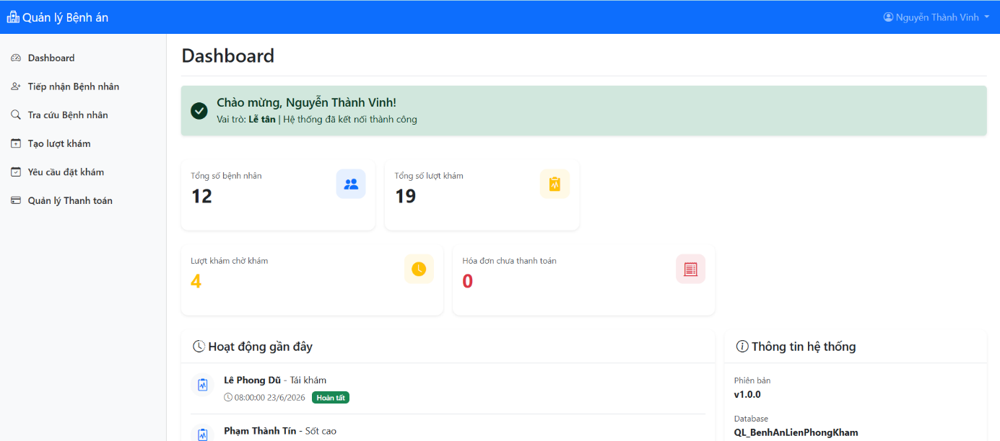 Quản lý Bệnh án
Nguyễn Thành Vinh
Dashboard
Tiếp nhận Bệnh nhân
Tra cứu Bệnh nhân
Tạo lượt khám
Yêu cầu đặt khám
Quản lý Thanh toán
Dashboard
Chào mừng, Nguyễn Thành Vinh!
Vai trò: Lễ tân | Hệ thống đã kết nối thành công
Tổng số bệnh nhân
12
Tổng số lượt khám
19
Lượt khám chờ khám
4
Hóa đơn chưa thanh toán
0
Hoạt động gần đây
Lê Phong Dũ - Tái khám
08:00:00 23/6/2026 Hoàn tất
Phạm Thành Tín - Sốt cao
Thông tin hệ thống
Phiên bản
v1.0.0
Database
QL_BenhAnLienPhongKham